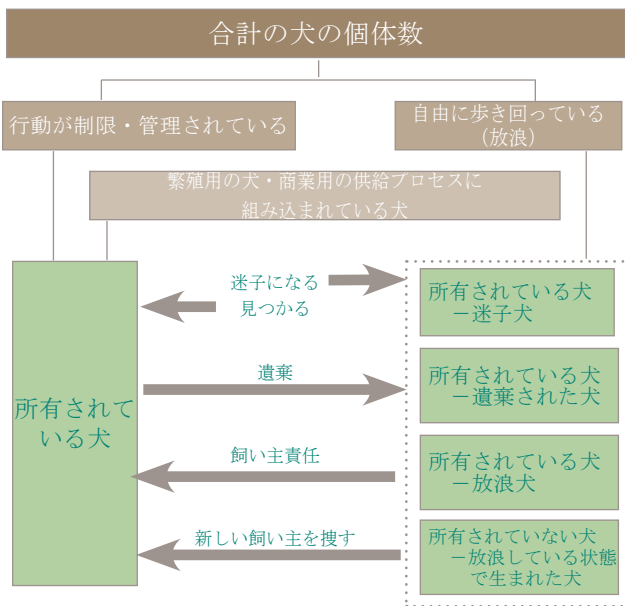 合計の犬の個体数
行動が制限・管理されている
自由に歩き回っている
(放浪)
繁殖用の犬・商業用の供給プロセスに
組み込まれている犬
所有されて
いる犬
迷子になる
見つかる
所有されている犬
－迷子犬
遺棄
所有されている犬
－遺棄された犬
飼い主責任
所有されている犬
－放浪犬
新しい飼い主を捜す
所有されていない犬
－放浪している状態
で生まれた犬